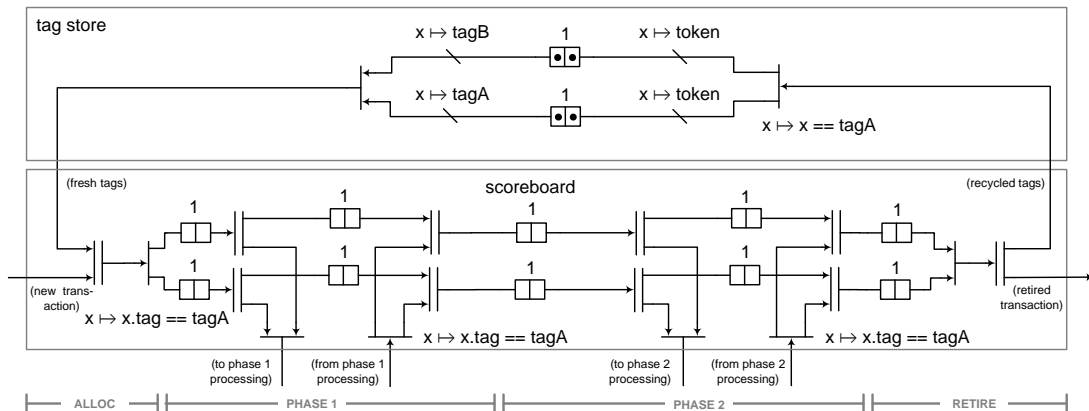 tag store
x ↦ tagB
1
x ↦ token
x ↦ tagA
1
x ↦ token
x ↦ x == tagA
(fresh tags)
scoreboard
(recycled tags)
1
1
1
1
1
1
1
1
1
1
(new trans-
action)
(retired
transaction)
x ↦ x.tag == tagA
x ↦ x.tag == tagA
x ↦ x.tag == tagA
(to phase 1
processing)
(from phase 1
processing)
(to phase 2
processing)
(from phase 2
processing)
ALLOC
PHASE 1
PHASE 2
RETIRE